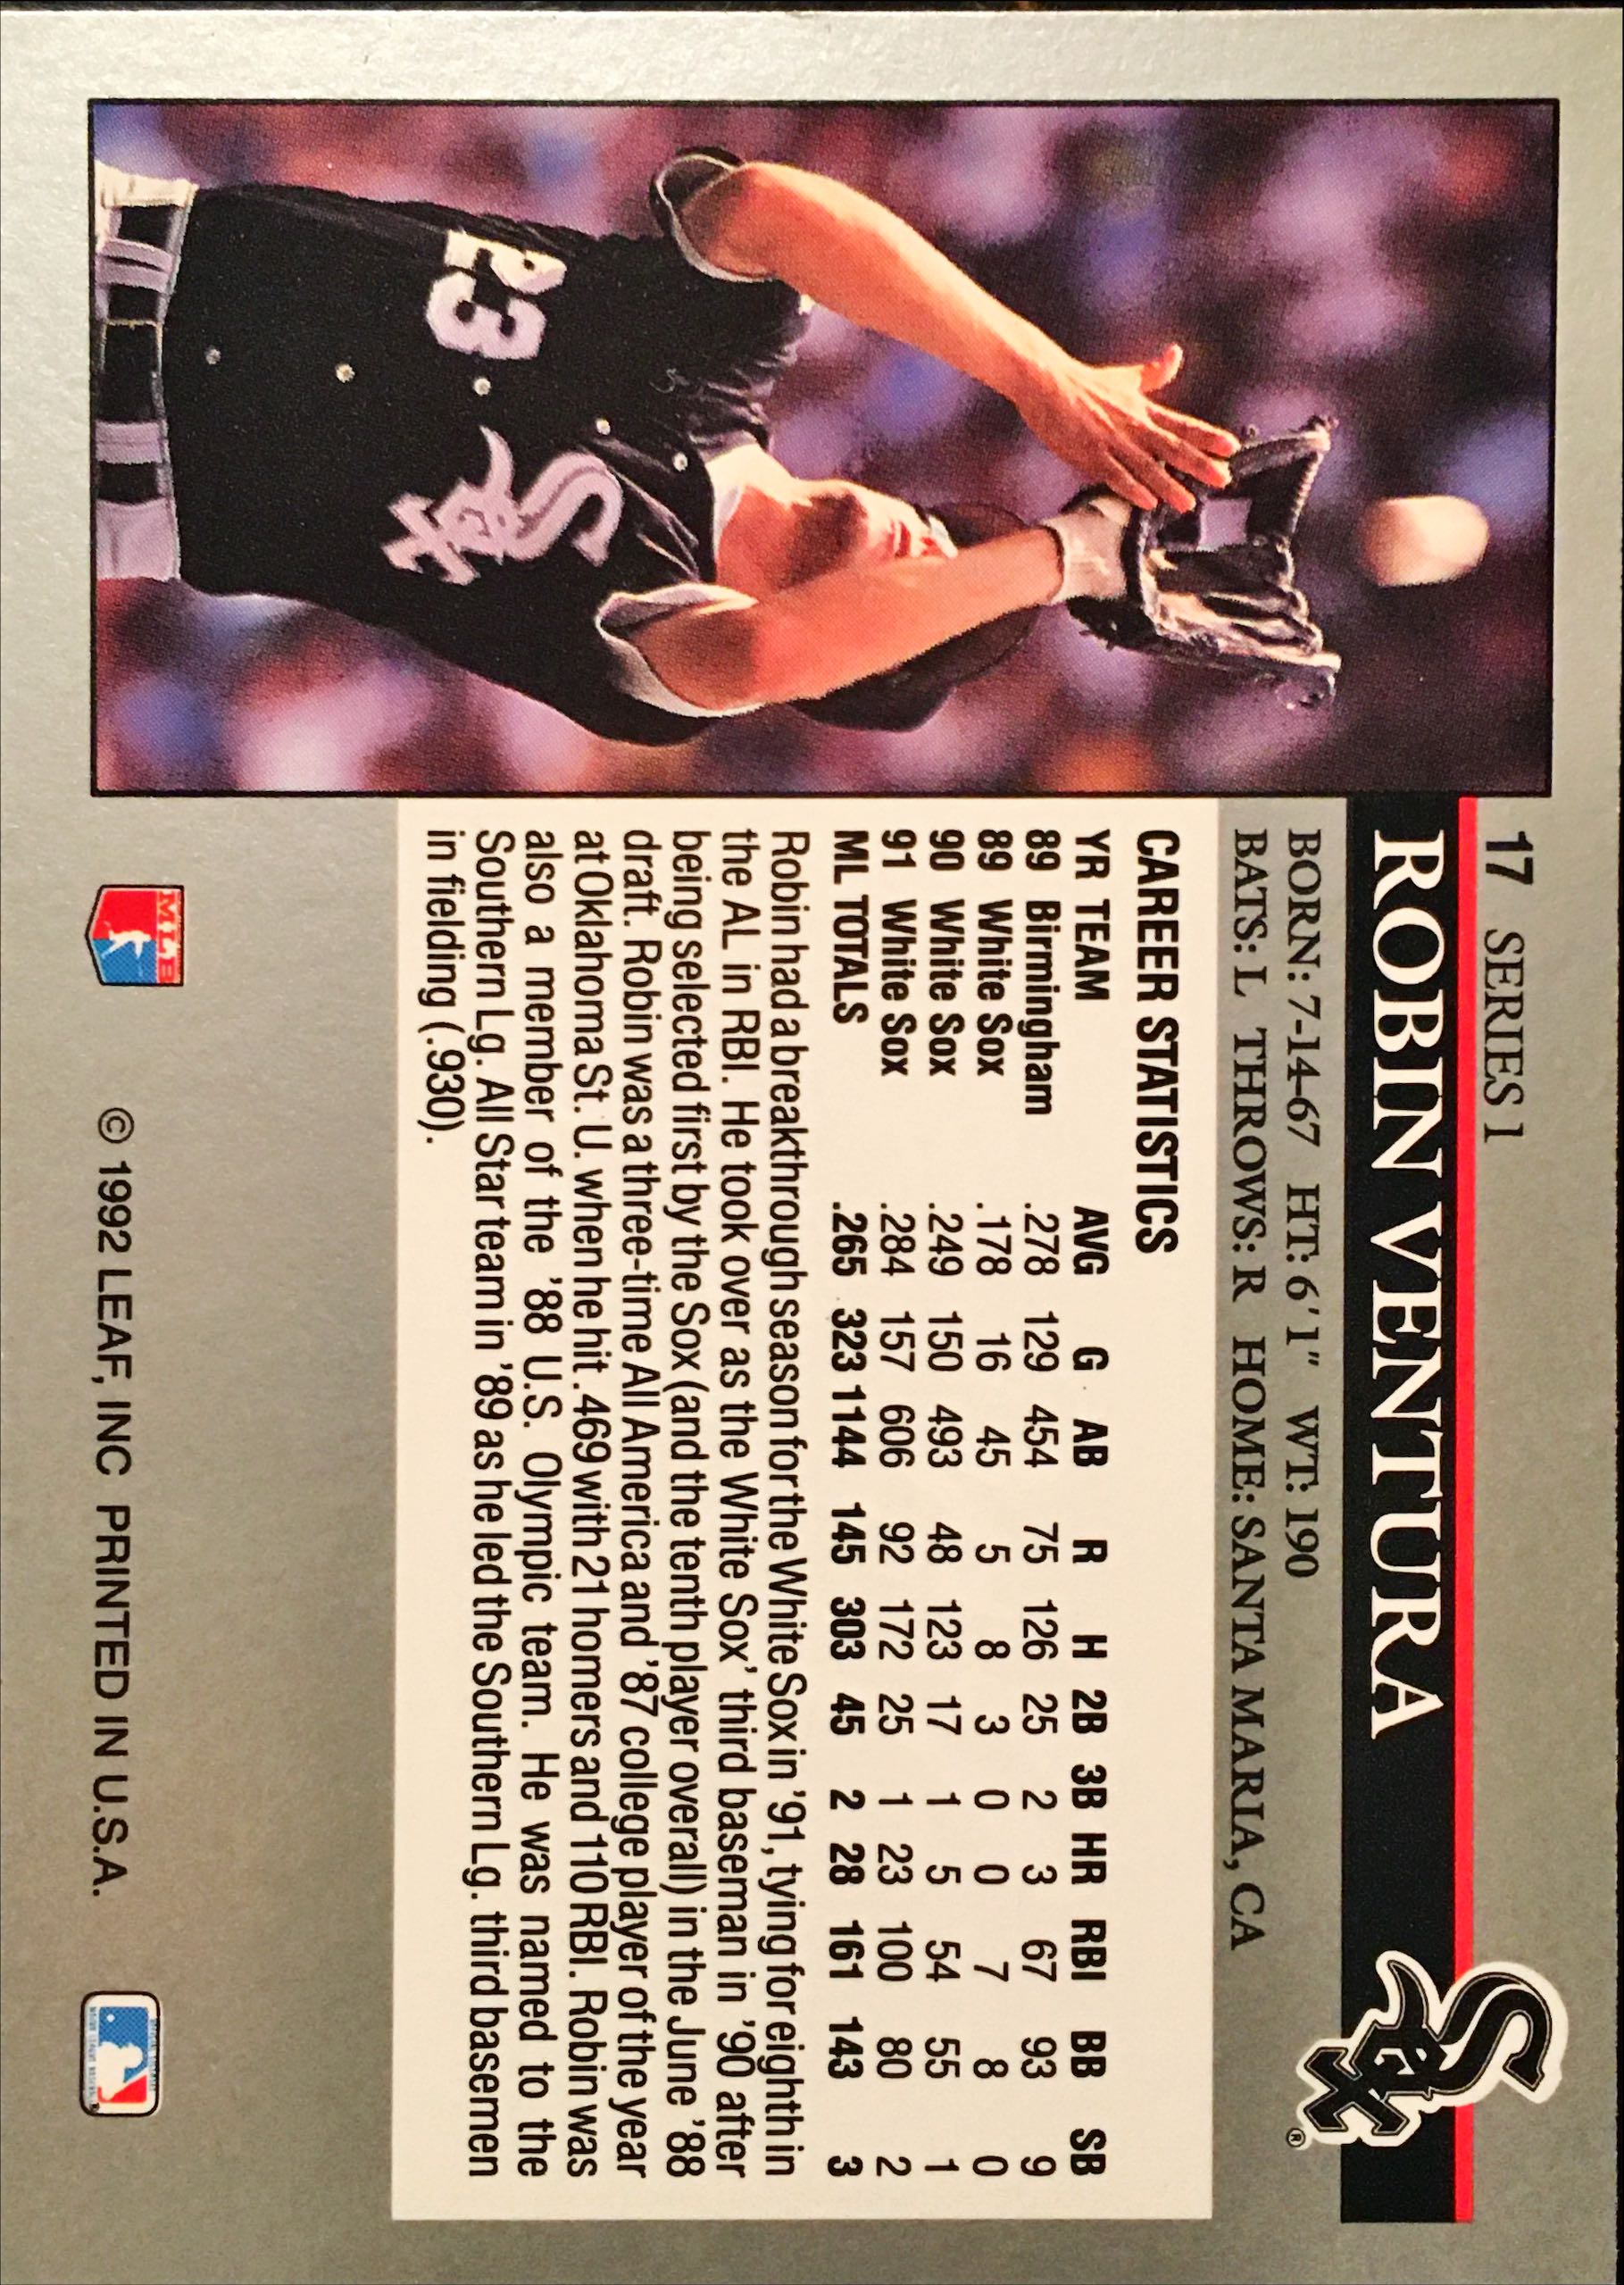 17 SERIES 1
ROBIN VENTURA
BORN: 7-14-67 HT: 6'1" WT: 190
BATS: L THROWS: R HOME: SANTA MARIA, CA
Sox ®
23
Sox
CAREER STATISTICS
YR TEAM AVG G AB R H 2B 3B HR RBI BB SB
89 Birmingham .278 129 454 75 126 25 2 3 67 93 9
89 White Sox .178 16 45 5 8 3 0 0 7 8 0
90 White Sox .249 150 493 48 123 17 1 5 54 55 1
91 White Sox .284 157 606 92 172 25 1 23 100 80 2
ML TOTALS .265 323 1144 145 303 45 2 28 161 143 3
Robin had a breakthrough season for the White Sox in '91, tying for eighth in
the AL in RBI. He took over as the White Sox' third baseman in '90 after
being selected first by the Sox (and the tenth player overall) in the June '88
draft. Robin was a three-time All America and '87 college player of the year
at Oklahoma St. U. when he hit .469 with 21 homers and 110 RBI. Robin was
also a member of the '88 U.S. Olympic team. He was named to the
Southern Lg. All Star team in '89 as he led the Southern Lg. third basemen
in fielding (.930).
MLB
© 1992 LEAF, INC PRINTED IN U.S.A.